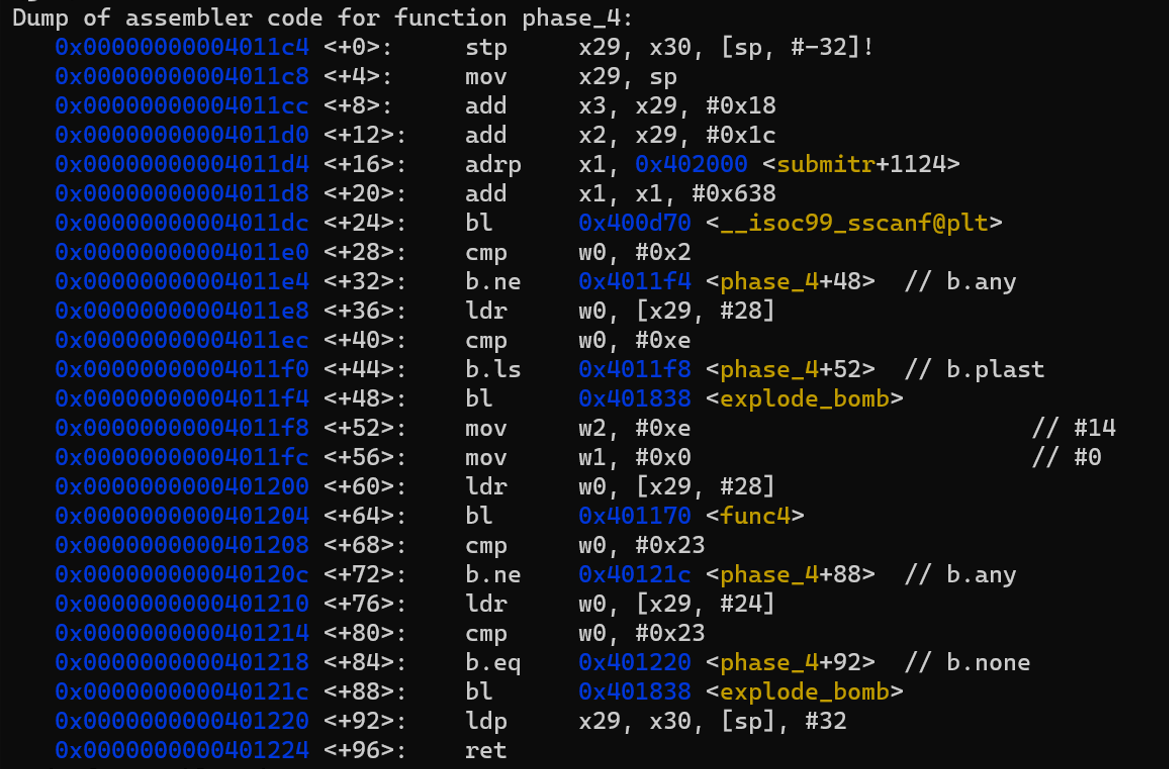 Dump of assembler code for function phase_4:
0x00000000004011c4 <+0>: stp x29, x30, [sp, #-32]!
0x00000000004011c8 <+4>: mov x29, sp
0x00000000004011cc <+8>: add x3, x29, #0x18
0x00000000004011d0 <+12>: add x2, x29, #0x1c
0x00000000004011d4 <+16>: adrp x1, 0x402000 <submitr+1124>
0x00000000004011d8 <+20>: add x1, x1, #0x638
0x00000000004011dc <+24>: bl 0x400d70 <__isoc99_sscanf@plt>
0x00000000004011e0 <+28>: cmp w0, #0x2
0x00000000004011e4 <+32>: b.ne 0x4011f4 <phase_4+48> // b.any
0x00000000004011e8 <+36>: ldr w0, [x29, #28]
0x00000000004011ec <+40>: cmp w0, #0xe
0x00000000004011f0 <+44>: b.ls 0x4011f8 <phase_4+52> // b.plast
0x00000000004011f4 <+48>: bl 0x401838 <explode_bomb>
0x00000000004011f8 <+52>: mov w2, #0xe // #14
0x00000000004011fc <+56>: mov w1, #0x0 // #0
0x0000000000401200 <+60>: ldr w0, [x29, #28]
0x0000000000401204 <+64>: bl 0x401170 <func4>
0x0000000000401208 <+68>: cmp w0, #0x23
0x000000000040120c <+72>: b.ne 0x40121c <phase_4+88> // b.any
0x0000000000401210 <+76>: ldr w0, [x29, #24]
0x0000000000401214 <+80>: cmp w0, #0x23
0x0000000000401218 <+84>: b.eq 0x401220 <phase_4+92> // b.none
0x000000000040121c <+88>: bl 0x401838 <explode_bomb>
0x0000000000401220 <+92>: ldp x29, x30, [sp], #32
0x0000000000401224 <+96>: ret